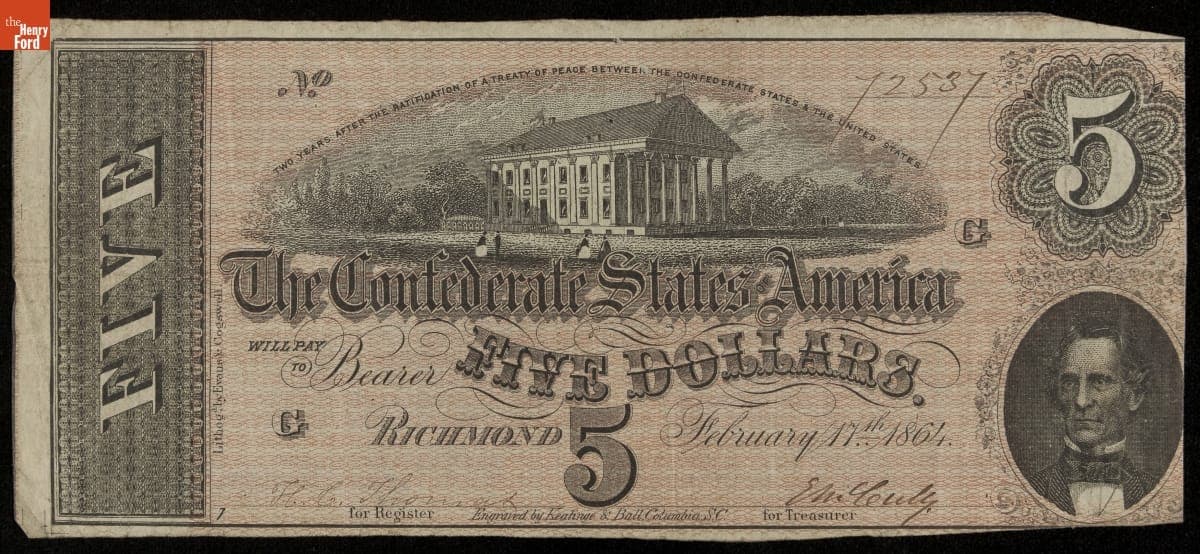 the
Henry
Ford
No
72537
TWO YEARS AFTER THE RATIFICATION OF A TREATY OF PEACE BETWEEN THE CONFEDERATE STATES & THE UNITED STATES
5
FIVE
G
The Confederate States of America
WILL PAY
TO Bearer FIVE DOLLARS.
G
RICHMOND 5 February 17th 1864.
Lithog'd by Evans & Cogswell
7
for Register
Engraved by Keatinge & Ball, Columbia, S.C.
for Treasurer